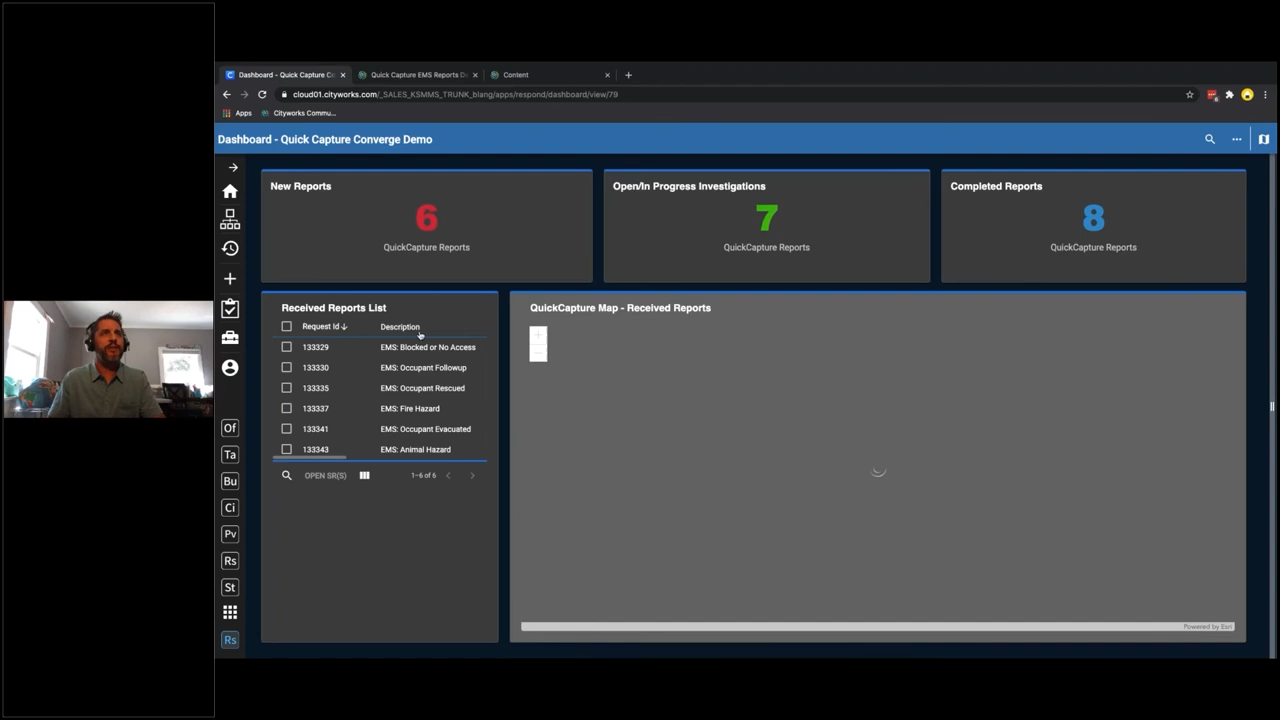 Dashboard - Quick Capture Co
Quick Capture EMS Reports De
Content
cloud01.cityworks.com/_SALES_KSMMS_TRUNK_blang/apps/respond/dashboard/view/79
Apps
Cityworks Commu...
Dashboard - Quick Capture Converge Demo
New Reports
6
QuickCapture Reports
Open/In Progress Investigations
7
QuickCapture Reports
Completed Reports
8
QuickCapture Reports
Received Reports List
Request Id
Description
133329
EMS: Blocked or No Access
133330
EMS: Occupant Followup
133335
EMS: Occupant Rescued
133337
EMS: Fire Hazard
133341
EMS: Occupant Evacuated
133343
EMS: Animal Hazard
OPEN SR(S)
1-6 of 6
QuickCapture Map - Received Reports
Powered by Esri
Of
Ta
Bu
Ci
Pv
Rs
St
Rs